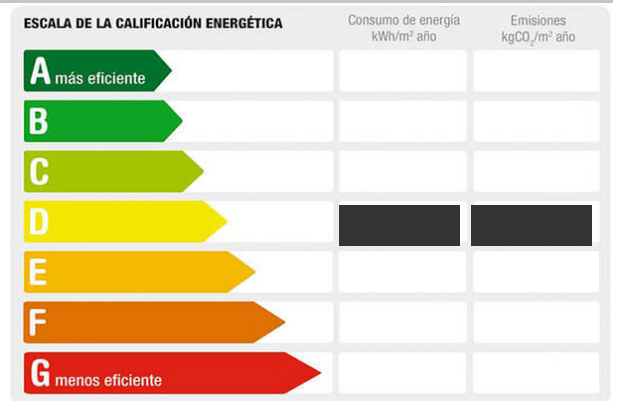 ESCALA DE LA CALIFICACIÓN ENERGÉTICA
Consumo de energía
kWh/m² año
Emisiones
kgCO₂/m² año
A más eficiente
B
C
D
E
F
G menos eficiente